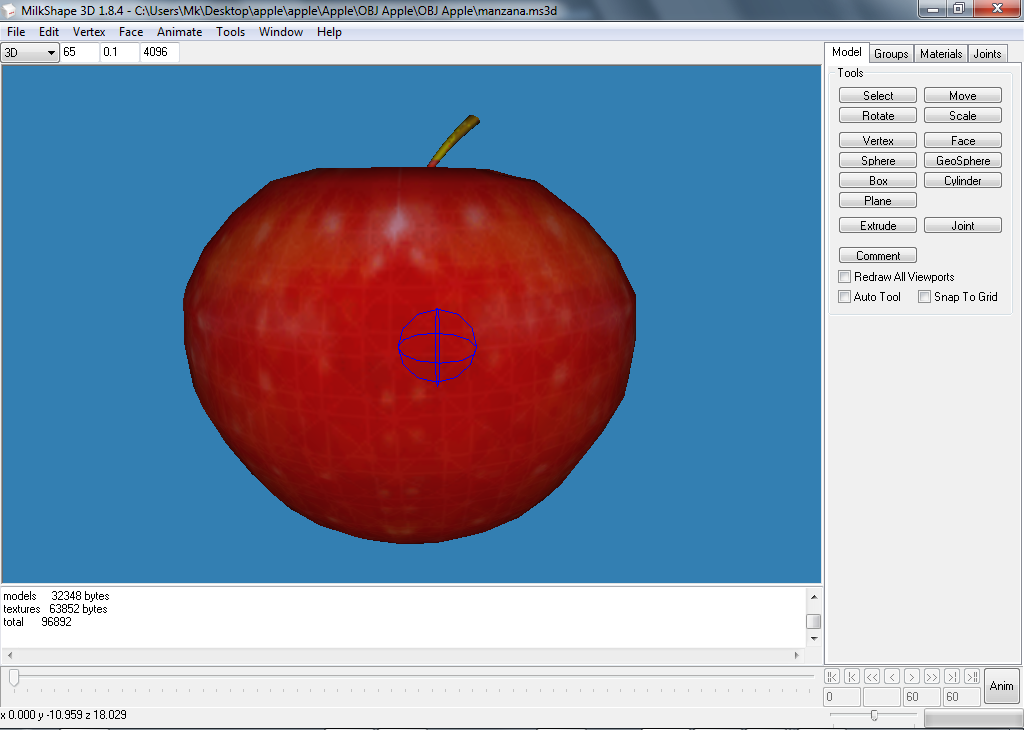 MilkShape 3D 1.8.4 - C:\Users\Mk\Desktop\apple\apple\Apple\OBJ Apple\OBJ Apple\manzana.ms3d
File Edit Vertex Face Animate Tools Window Help
3D 65 0.1 4096
Model Groups Materials Joints
Tools
Select Move
Rotate Scale
Vertex Face
Sphere GeoSphere
Box Cylinder
Plane
Extrude Joint
Comment
Redraw All Viewports
Auto Tool Snap To Grid
models 32348 bytes
textures 63852 bytes
total 96892
|< |< << < > >> >| >||
0 60 60
Anim
x 0.000 y -10.959 z 18.029